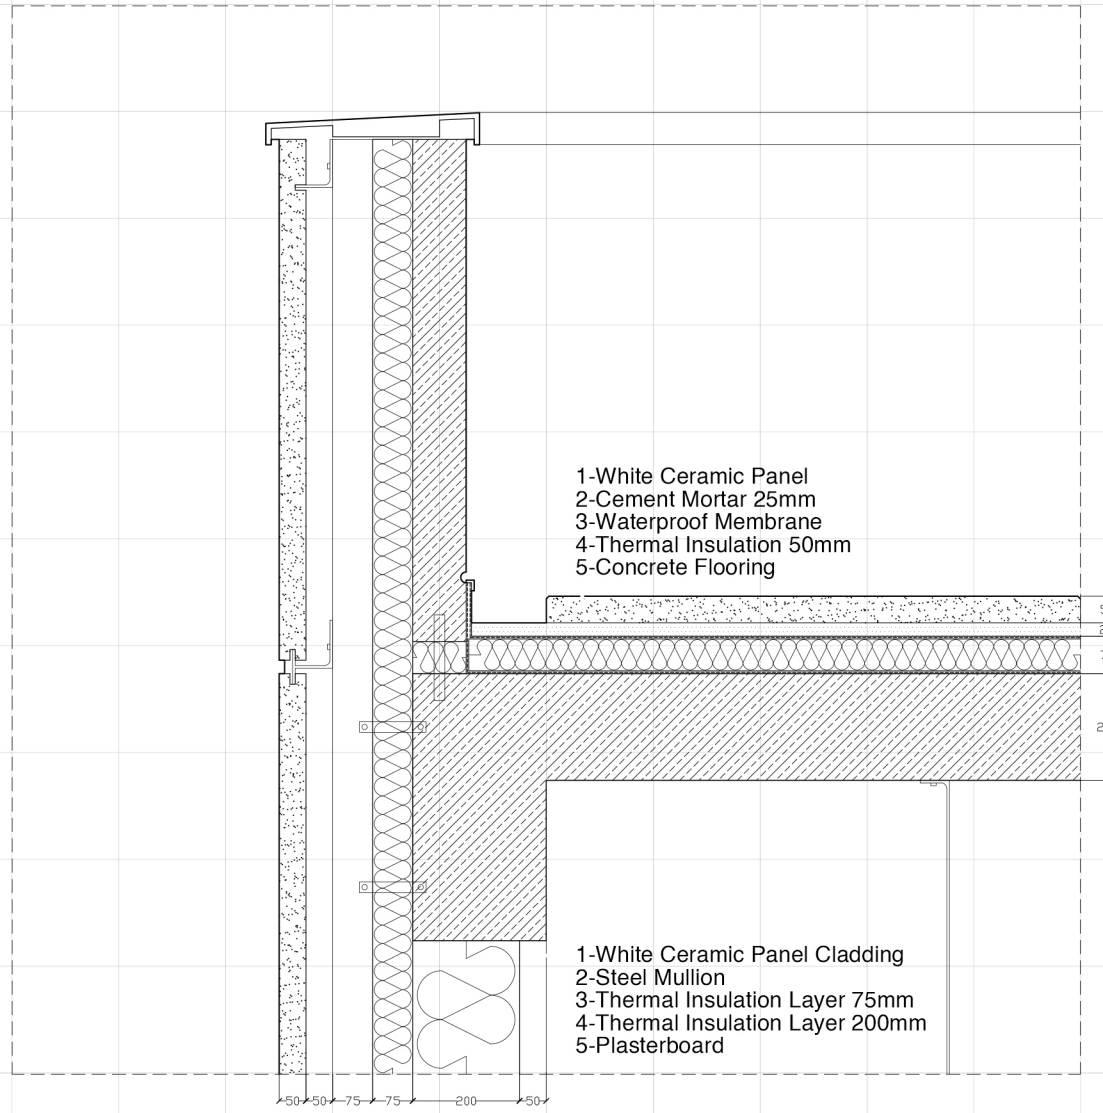 1-White Ceramic Panel
2-Cement Mortar 25mm
3-Waterproof Membrane
4-Thermal Insulation 50mm
5-Concrete Flooring
1-White Ceramic Panel Cladding
2-Steel Mullion
3-Thermal Insulation Layer 75mm
4-Thermal Insulation Layer 200mm
5-Plasterboard
50 50 75 75 200 50